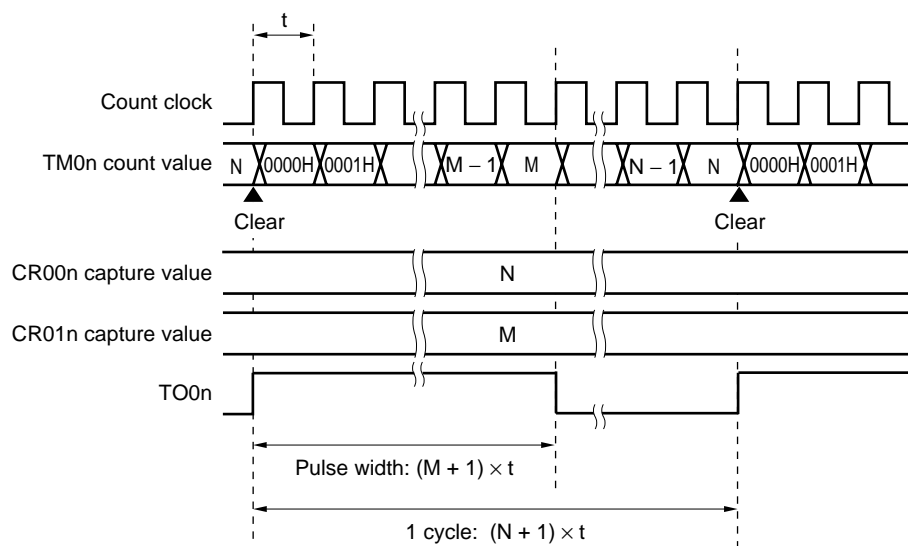 t
Count clock
TM0n count value N 0000H 0001H M – 1 M N – 1 N 0000H 0001H
Clear Clear
CR00n capture value N
CR01n capture value M
TO0n
Pulse width: (M + 1) × t
1 cycle: (N + 1) × t